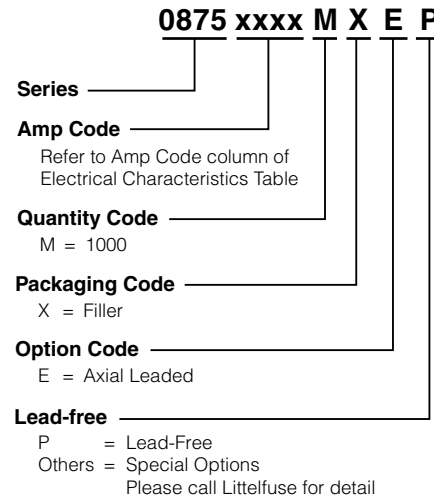 0875 xxxx M X E P
Series
Amp Code
Refer to Amp Code column of
Electrical Characteristics Table
Quantity Code
M = 1000
Packaging Code
X = Filler
Option Code
E = Axial Leaded
Lead-free
P = Lead-Free
Others = Special Options
Please call Littelfuse for detail